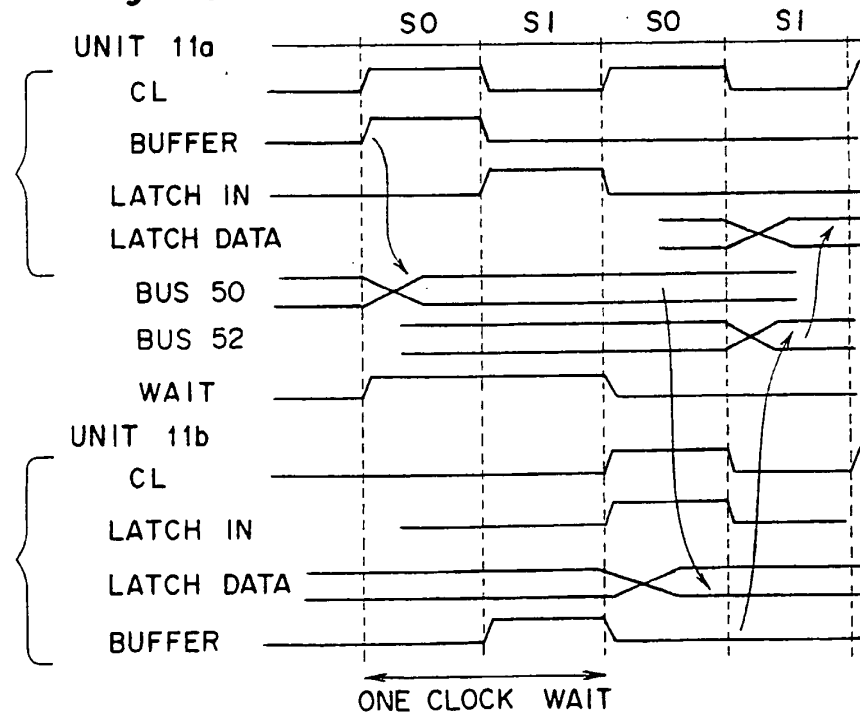 S0 S1 S0 S1
UNIT 11a
CL
BUFFER
LATCH IN
LATCH DATA
BUS 50
BUS 52
WAIT
UNIT 11b
CL
LATCH IN
LATCH DATA
BUFFER
ONE CLOCK WAIT